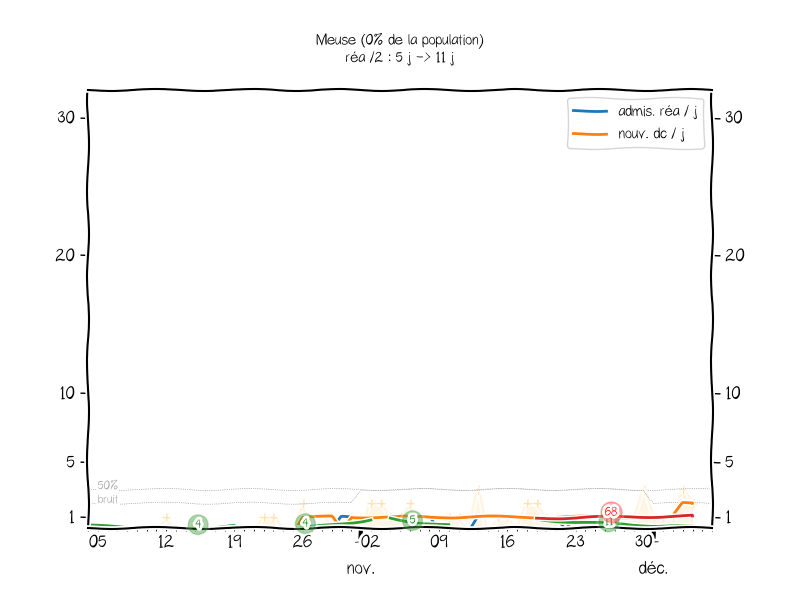 Meuse (0% de la population)
réa /2 : 5 j -> 11 j
admis. réa / j
nouv. dc / j
30
30
20
20
10
10
5
5
50%
bruit
1
1
4
4
5
68
11
05 12 19 26 02 09 16 23 30
nov. déc.